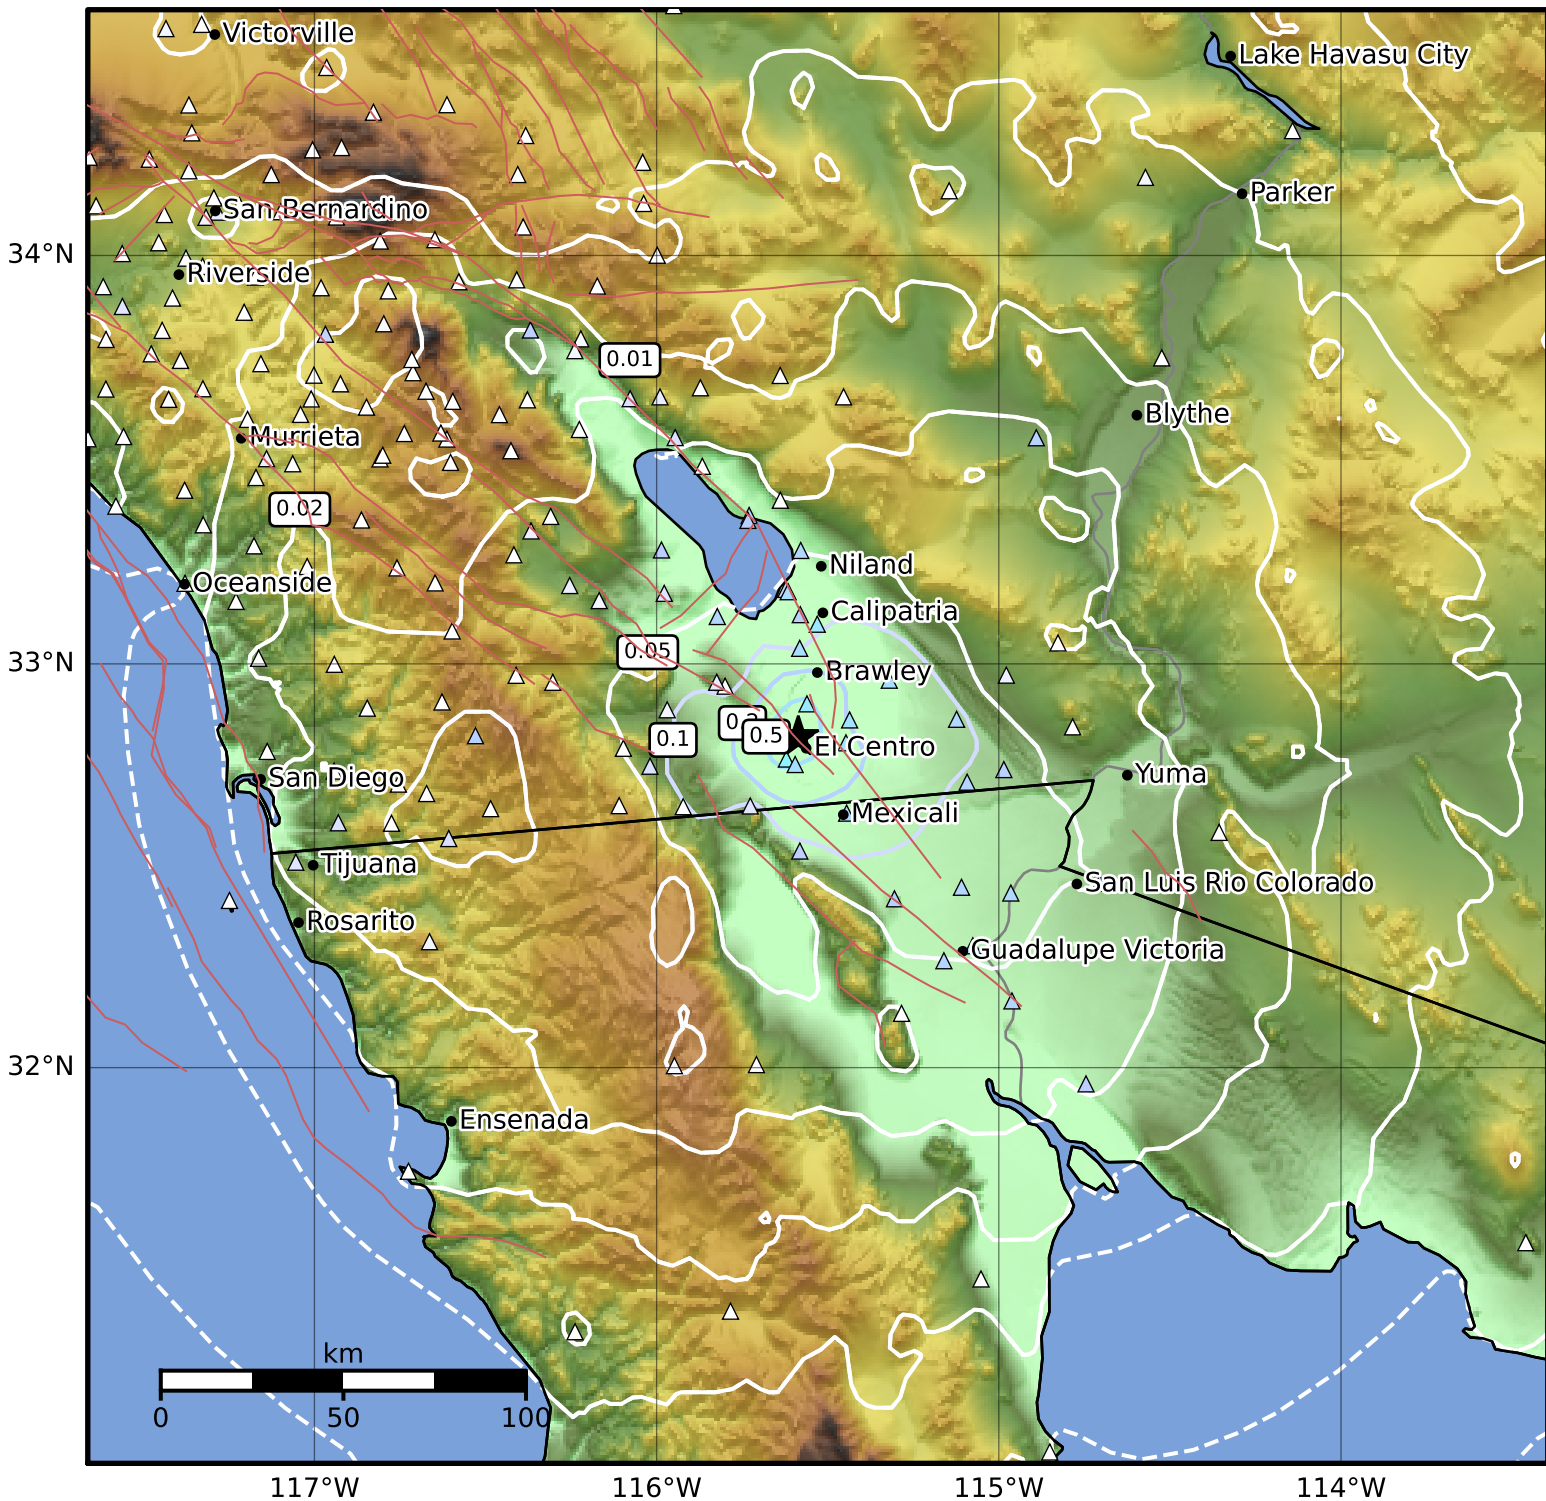 Victorville
Lake Havasu City
Parker
San Bernardino
34°N
Riverside
0.01
Blythe
Murrieta
0.02
Niland
Oceanside
Calipatria
0.05
33°N
Brawley
0.5
0.1
El Centro
San Diego
Yuma
Mexicali
Tijuana
San Luis Rio Colorado
Rosarito
Guadalupe Victoria
32°N
Ensenada
km
0 50 100
117°W 116°W 115°W 114°W